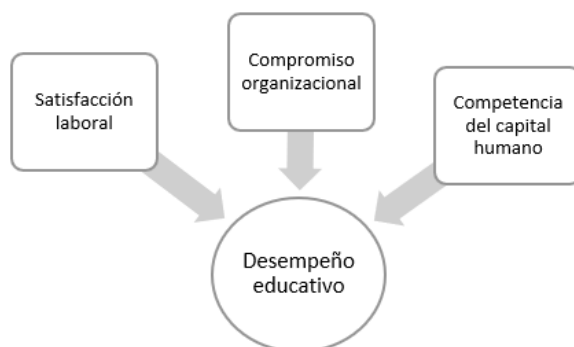 Satisfacción
laboral
Compromiso
organizacional
Competencia
del capital
humano
Desempeño
educativo